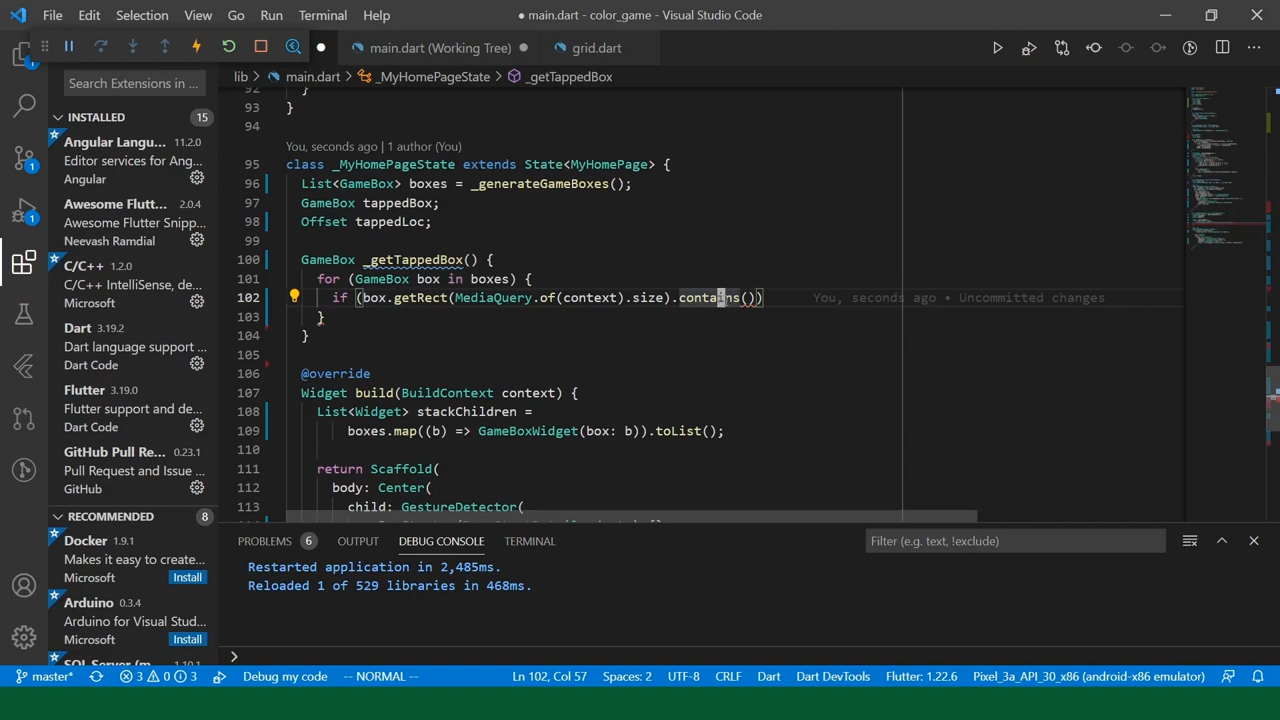 File Edit Selection View Go Run Terminal Help
main.dart - color_game - Visual Studio Code
main.dart (Working Tree)
grid.dart
lib > main.dart > _MyHomePageState > _getTappedBox
Search Extensions in
INSTALLED 15
Angular Langu... 11.2.0
Editor services for Ang...
Angular
Awesome Flutt... 2.0.4
Awesome Flutter Snipp...
Neevash Ramdial
C/C++ 1.2.0
C/C++ IntelliSense, de...
Microsoft
Dart 3.19.2
Dart language support ...
Dart Code
Flutter 3.19.0
Flutter support and de...
Dart Code
GitHub Pull Re... 0.23.1
Pull Request and Issue ...
GitHub
RECOMMENDED 8
Docker 1.9.1
Makes it easy to create...
Microsoft Install
Arduino 0.3.4
Arduino for Visual Stud...
Microsoft Install
92 }
93 }
94
You, seconds ago | 1 author (You)
95 class _MyHomePageState extends State<MyHomePage> {
96 List<GameBox> boxes = _generateGameBoxes();
97 GameBox tappedBox;
98 Offset tappedLoc;
99
100 GameBox _getTappedBox() {
101 for (GameBox box in boxes) {
102 if (box.getRect(MediaQuery.of(context).size).contains()) You, seconds ago • Uncommitted changes
103 }
104 }
105
106 @override
107 Widget build(BuildContext context) {
108 List<Widget> stackChildren =
109 boxes.map((b) => GameBoxWidget(box: b)).toList();
110
111 return Scaffold(
112 body: Center(
113 child: GestureDetector(
PROBLEMS 6 OUTPUT DEBUG CONSOLE TERMINAL
Filter (e.g. text, !exclude)
Restarted application in 2,485ms.
Reloaded 1 of 529 libraries in 468ms.
>
master* 3 0 3 Debug my code -- NORMAL -- Ln 102, Col 57 Spaces: 2 UTF-8 CRLF Dart Dart DevTools Flutter: 1.22.6 Pixel_3a_API_30_x86 (android-x86 emulator)